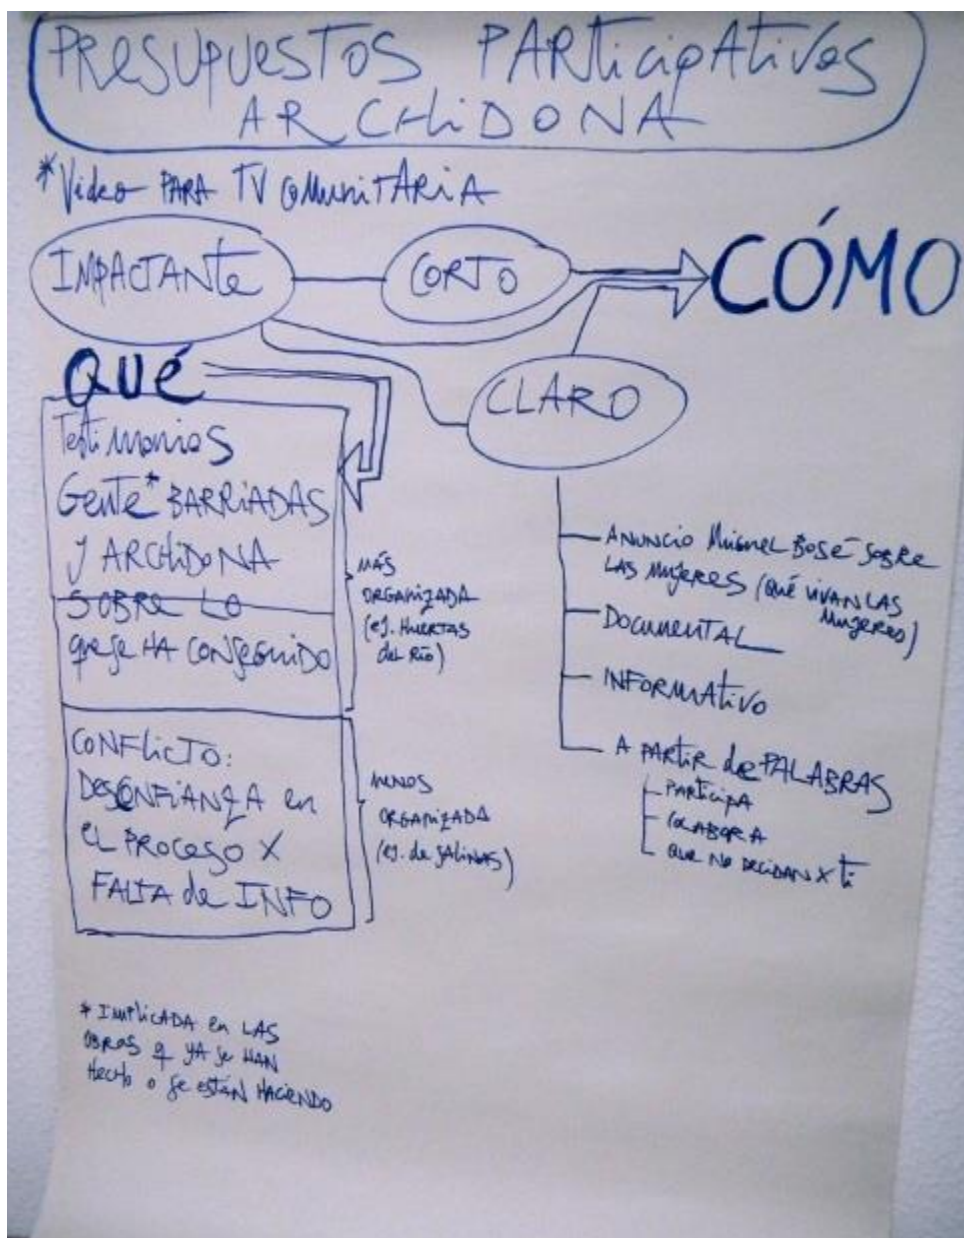 PRESUPUESTOS PARTICIPATIVOS
ARCHIDONA
* Video PARA TV COMUNITARIA
IMPACTANTE
CORTO
CÓMO
CLARO
QUÉ
Testimonios
Gente* BARRIADAS
y ARCHIDONA
SOBRE LO
que se HA CONSEGUIDO
MÁS
ORGANIZADA
(ej. HUERTAS
del Río)
CONFLICTO:
DESCONFIANZA en
EL PROCESO X
FALTA de INFO
MENOS
ORGANIZADA
(ej. de SALINAS)
ANUNCIO Miguel BOSÉ SOBRE
LAS MUJERES (QUÉ VIVAN LAS
MUJERES)
DOCUMENTAL
INFORMATIVO
A PARTIR de PALABRAS
PARTICIPA
COLABORA
QUE NO DECIDAN X ti
* IMPLICADA en LAS
OBRAS q YA se HAN
Hecho o se están HACIENDO